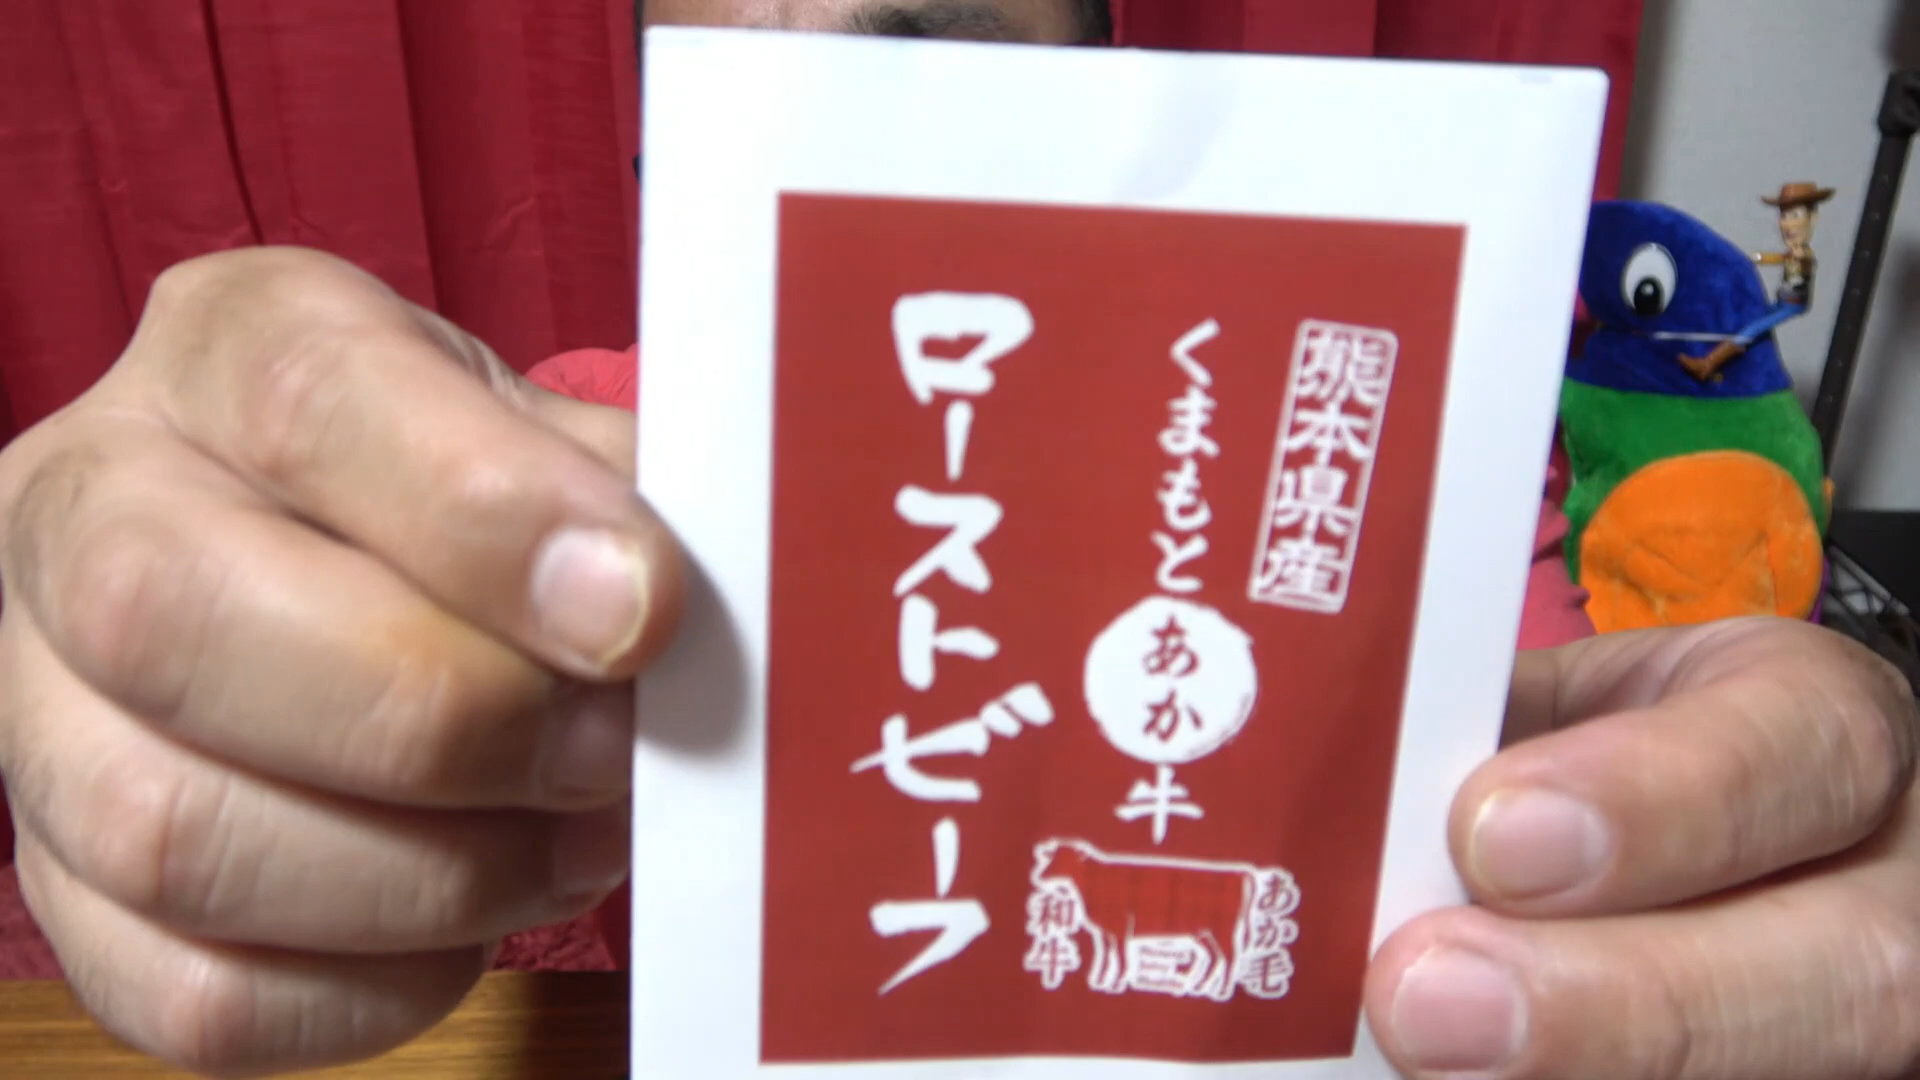 熊本県産
くまもとあか牛
ローストビーフ
あか毛
和牛